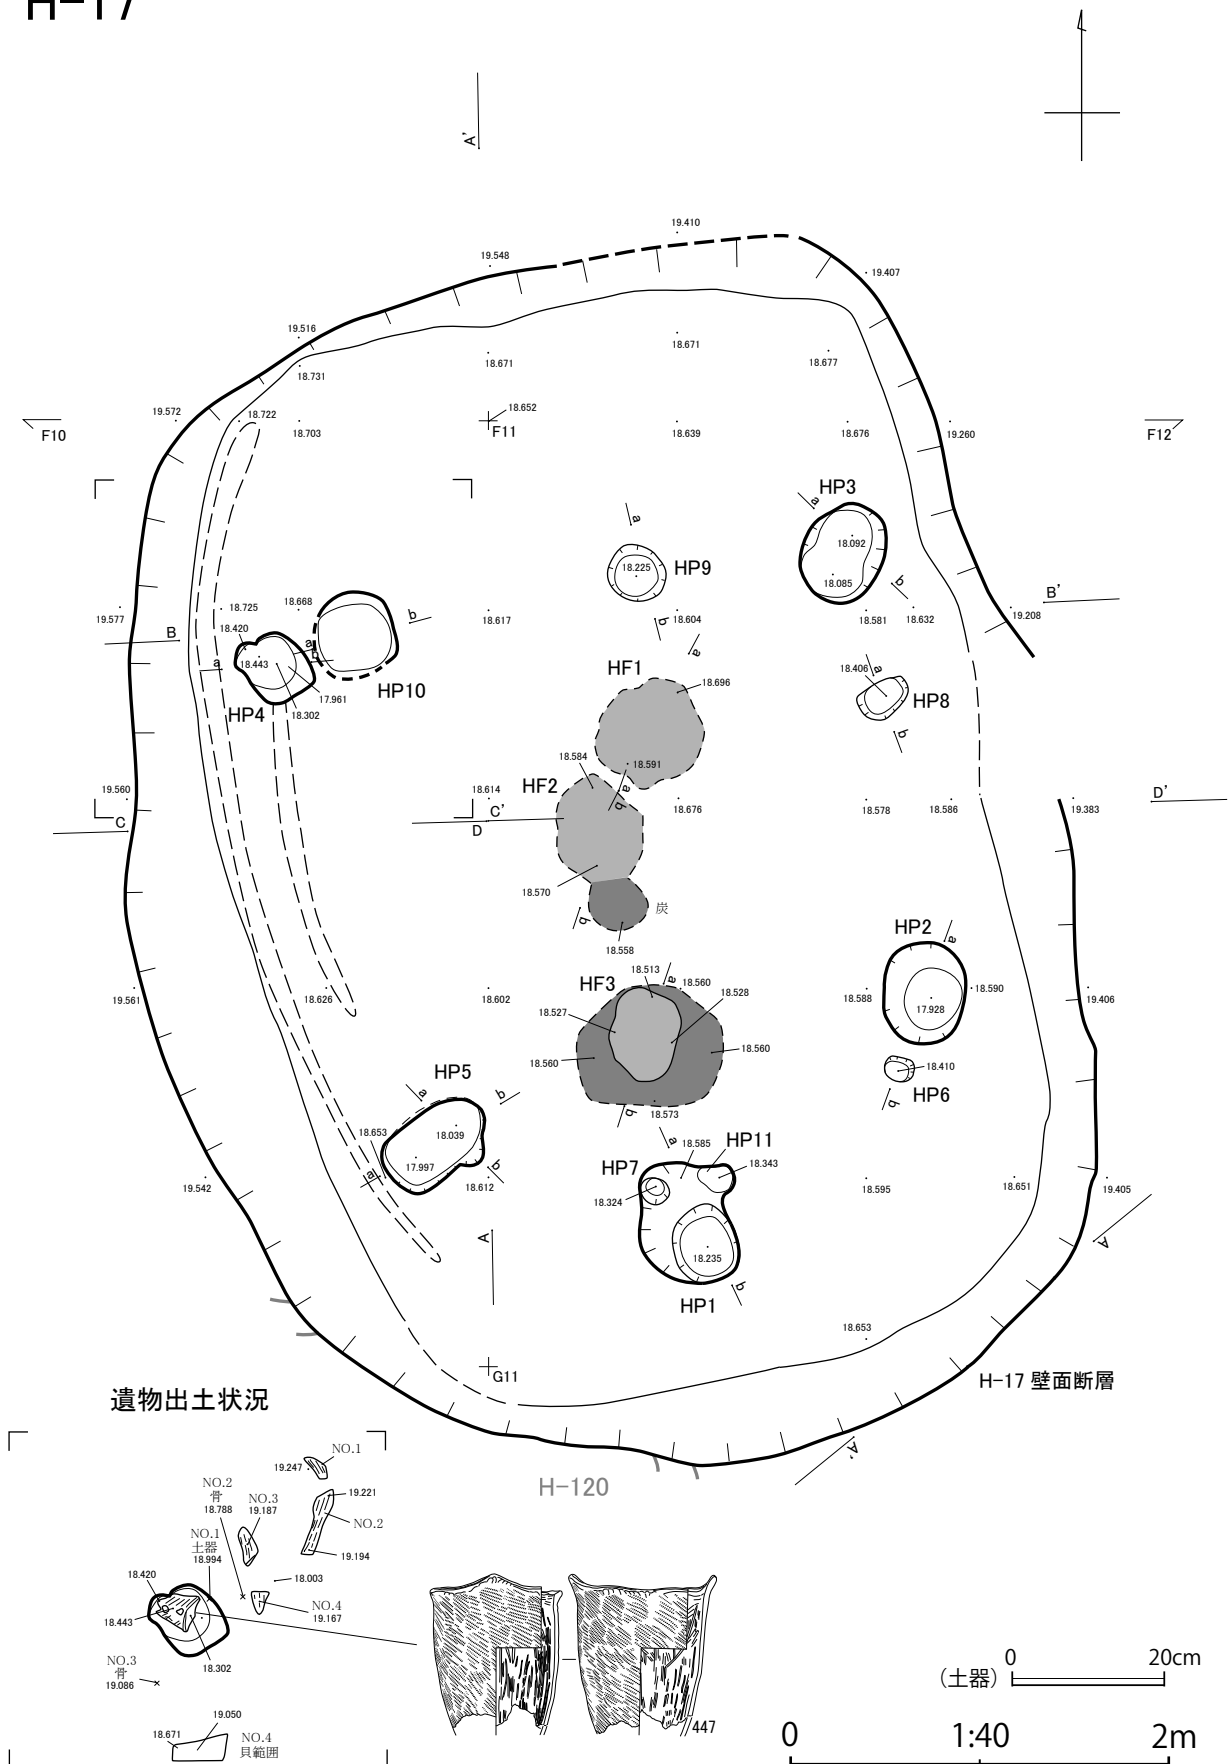 H-17
A'
19.410
19.548
19.407
19.516
18.671
18.671
18.677
18.731
19.572
18.722
18.652
F10
18.703
F11
18.639
18.676
19.260
F12
HP3
a
a
18.092
HP9
18.225
18.085
b
B'
18.725
18.668
b
19.577
18.617
b
18.604
18.581
18.632
19.208
18.420
B
a
a
HF1
a
b
18.443
18.406
18.696
HP10
17.961
HP8
HP4
18.302
b
18.584
18.591
HF2
a
19.560
18.614
D'
C'
b
18.676
18.578
18.586
19.383
C
D
18.570
炭
b
HP2
a
18.558
18.513
a
HF3
18.560
18.590
19.561
18.626
18.602
18.528
18.588
19.406
18.527
17.928
18.560
18.560
HP5
18.410
a
b
HP6
b
b
18.573
18.653
18.039
a
18.585
HP11
17.997
b
HP7
18.343
a
19.542
18.612
18.324
18.595
18.651
19.405
A
A
18.235
b
HP1
18.653
G11
H-17 壁面断層
遺物出土状況
A'
NO.1
19.247
H-120
NO.2
骨
18.788
NO.3
19.187
19.221
NO.2
NO.1
土器
18.994
19.194
18.420
18.003
NO.4
19.167
18.443
18.302
NO.3
骨
19.086
0 20cm
(土器)
19.050
18.671
NO.4
貝範囲
447
0 1:40 2m